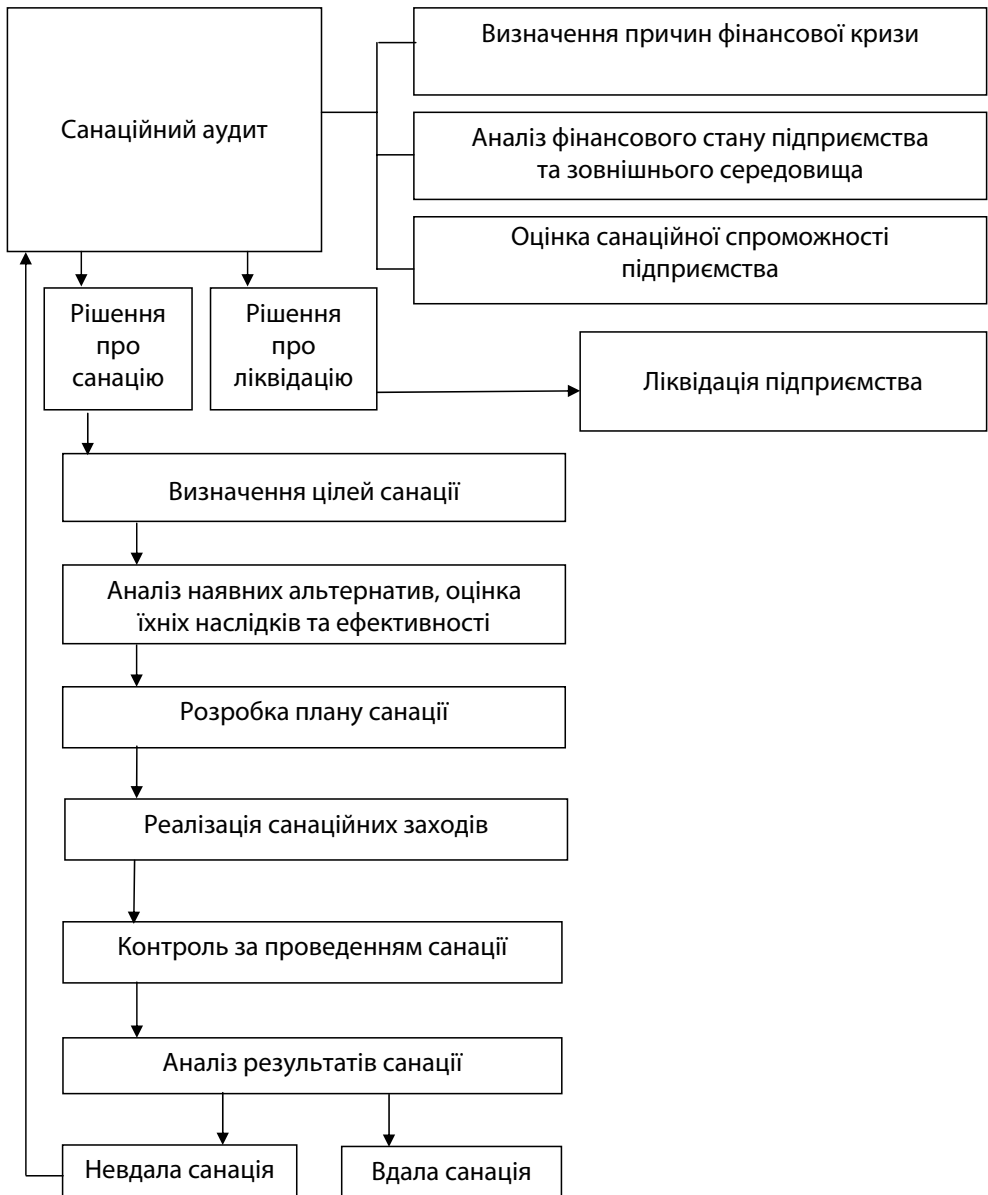 Санаційний аудит
Визначення причин фінансової кризи
Аналіз фінансового стану підприємства
та зовнішнього середовища
Оцінка санаційної спроможності
підприємства
Рішення
про
санацію
Рішення
про
ліквідацію
Ліквідація підприємства
Визначення цілей санації
Аналіз наявних альтернатив, оцінка
їхніх наслідків та ефективності
Розробка плану санації
Реалізація санаційних заходів
Контроль за проведенням санації
Аналіз результатів санації
Невдала санація
Вдала санація